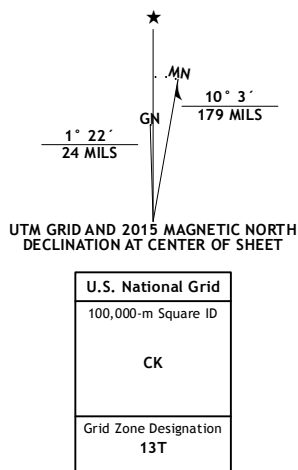 ★
MN
GN
10° 3´
179 MILS
1° 22´
24 MILS
UTM GRID AND 2015 MAGNETIC NORTH
DECLINATION AT CENTER OF SHEET
U.S. National Grid
100,000-m Square ID
CK
Grid Zone Designation
13T